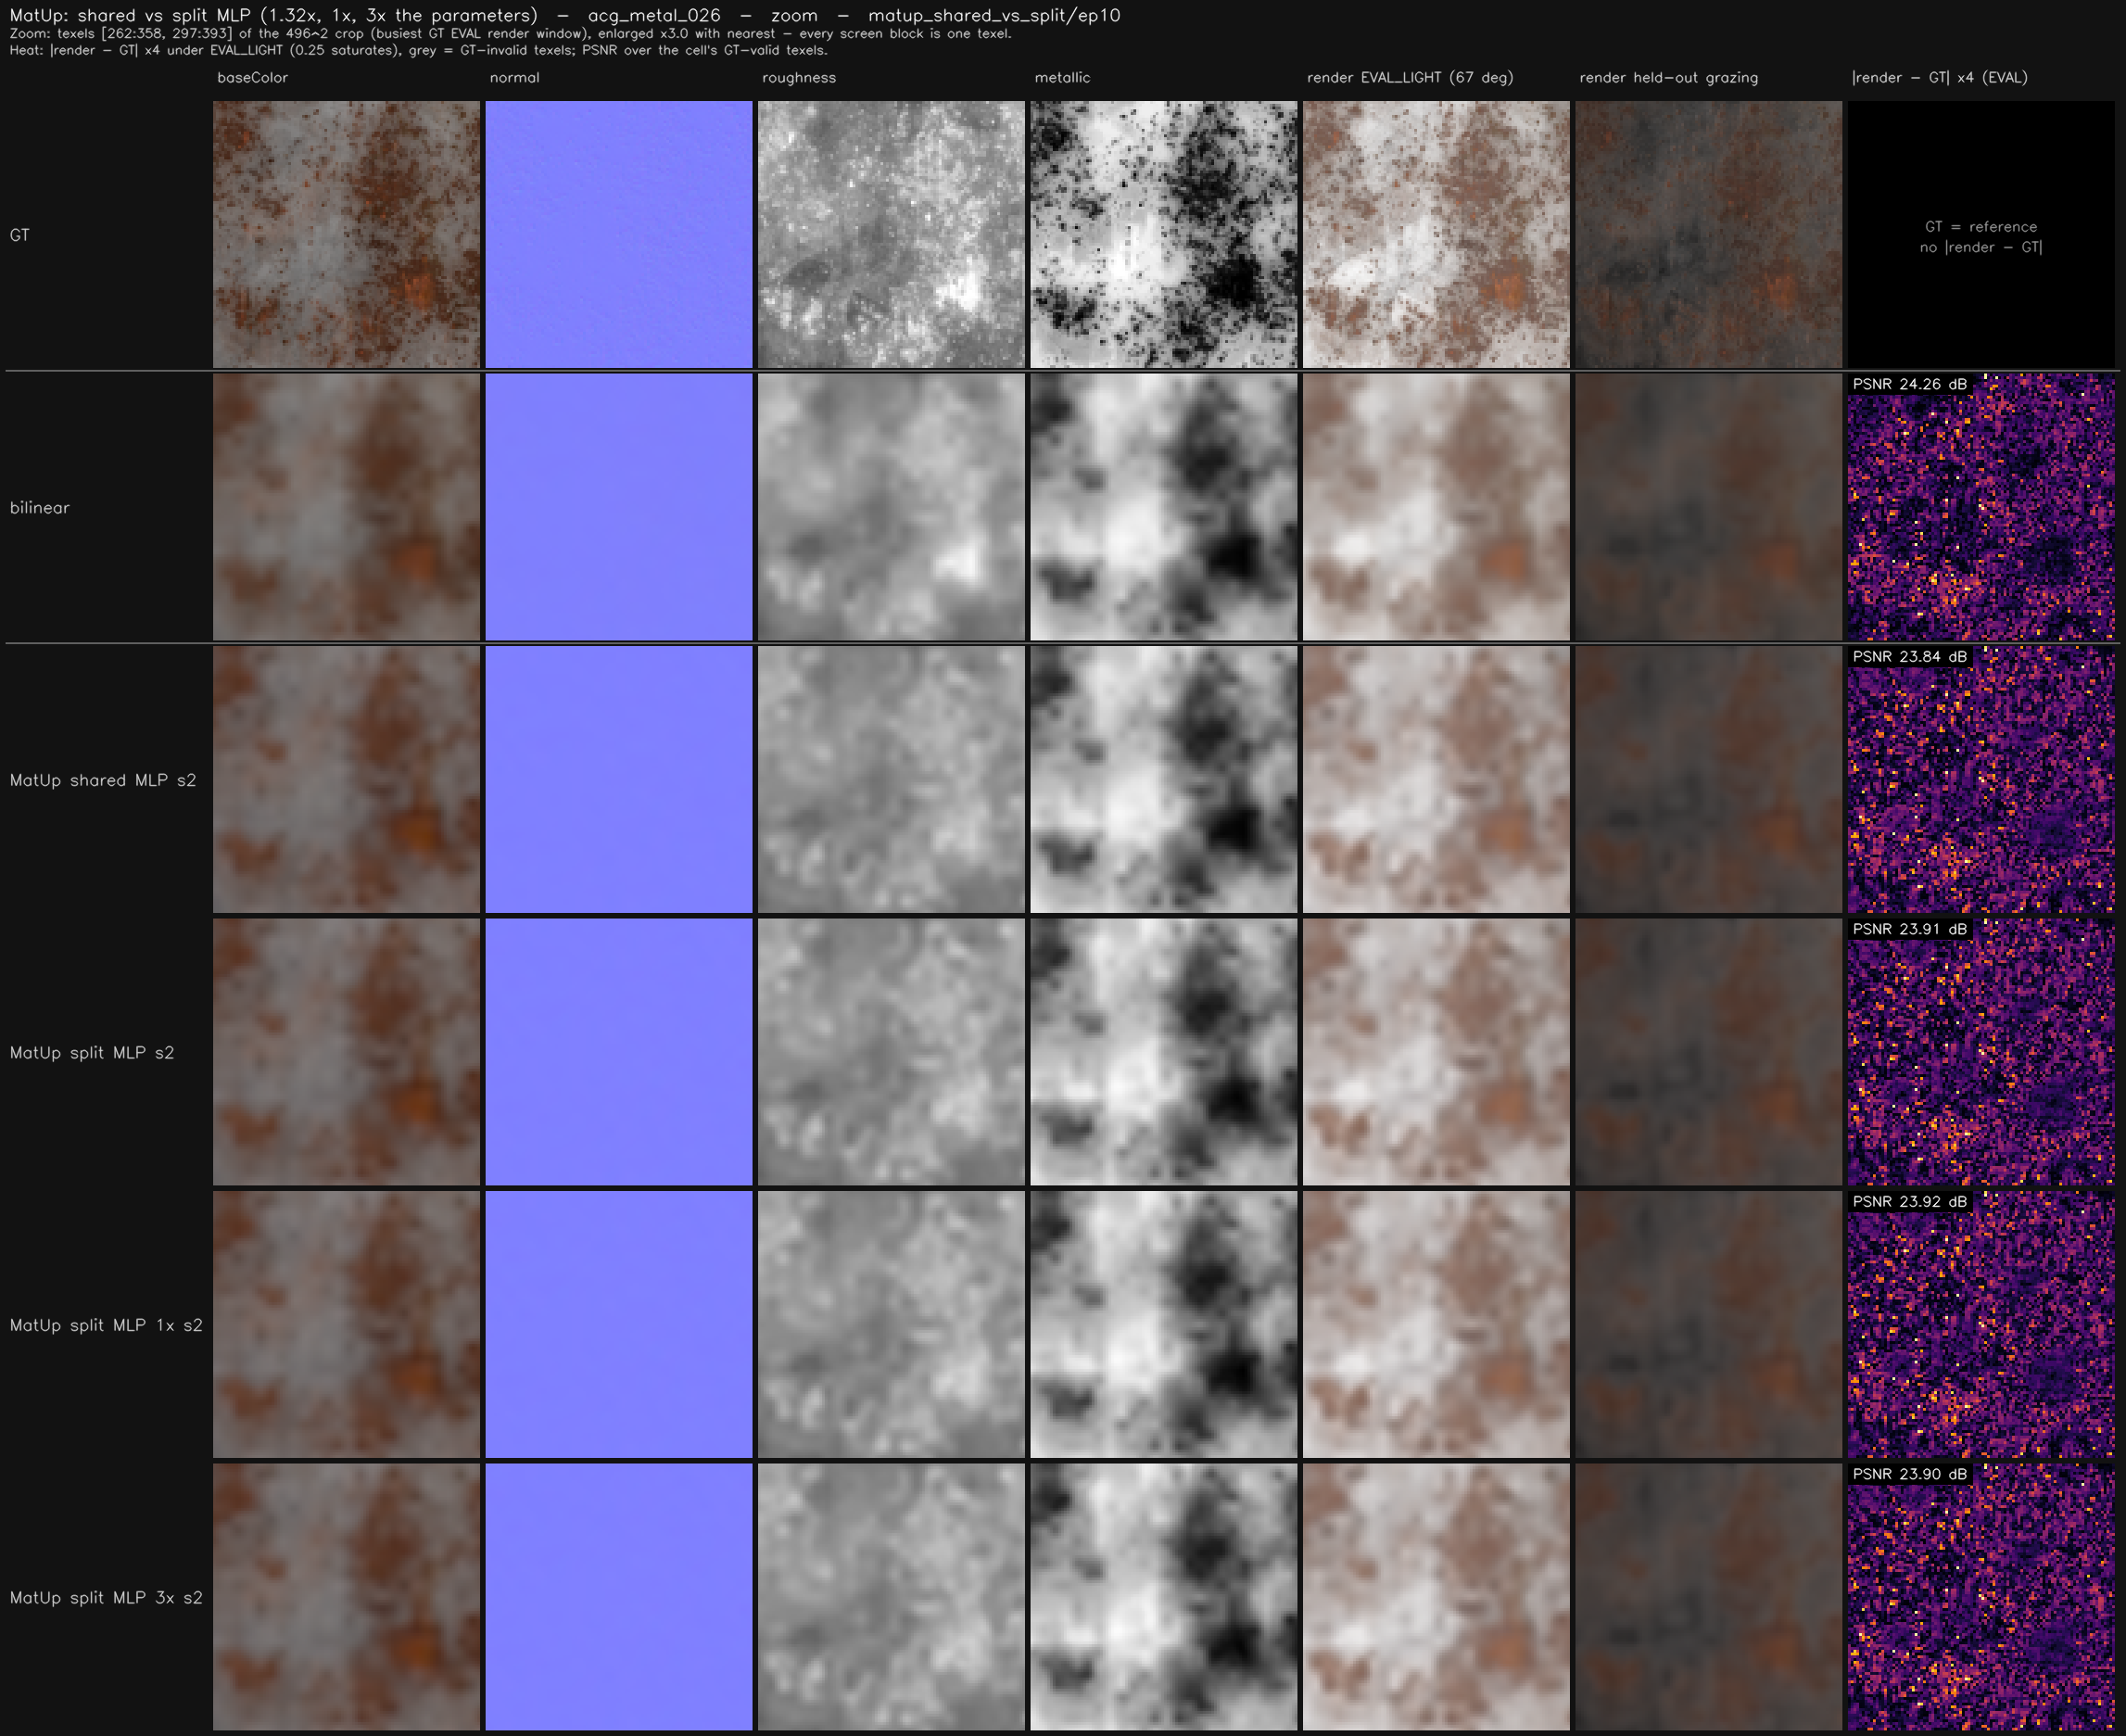 MatUp: shared vs split MLP (1.32x, 1x, 3x the parameters)  —  acg_metal_026  —  zoom  —  matup_shared_vs_split/ep10
Zoom: texels [262:358, 297:393] of the 496^2 crop (busiest GT EVAL render window), enlarged x3.0 with nearest — every screen block is one texel.
Heat: |render − GT| x4 under EVAL_LIGHT (0.25 saturates), grey = GT-invalid texels; PSNR over the cell's GT-valid texels.
baseColor normal roughness metallic render EVAL_LIGHT (67 deg) render held-out grazing |render − GT| x4 (EVAL)
GT
GT = reference
no |render − GT|
bilinear
PSNR 24.26 dB
MatUp shared MLP s2
PSNR 23.84 dB
MatUp split MLP s2
PSNR 23.91 dB
MatUp split MLP 1x s2
PSNR 23.92 dB
MatUp split MLP 3x s2
PSNR 23.90 dB